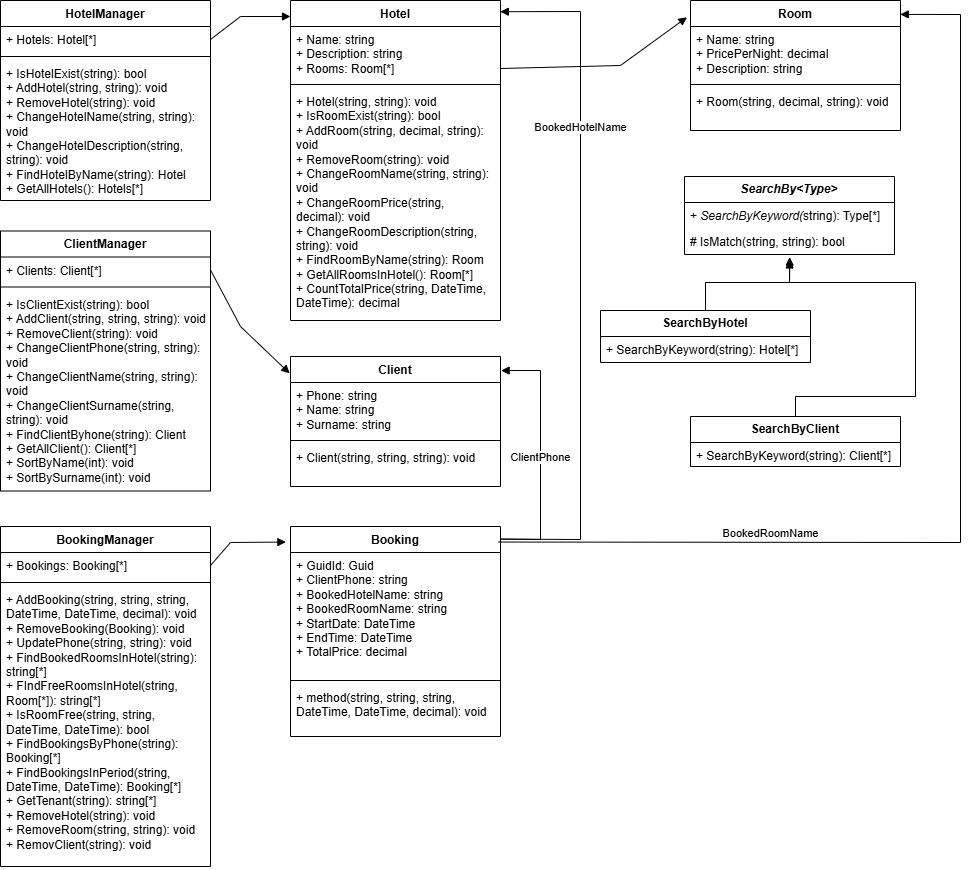 HotelManager
+ Hotels: Hotel[*]
+ IsHotelExist(string): bool
+ AddHotel(string, string): void
+ RemoveHotel(string): void
+ ChangeHotelName(string, string):
void
+ ChangeHotelDescription(string,
string): void
+ FindHotelByName(string): Hotel
+ GetAllHotels(): Hotels[*]
Hotel
+ Name: string
+ Description: string
+ Rooms: Room[*]
+ Hotel(string, string): void
+ IsRoomExist(string): bool
+ AddRoom(string, decimal, string):
void
+ RemoveRoom(string): void
+ ChangeRoomName(string, string):
void
+ ChangeRoomPrice(string,
decimal): void
+ ChangeRoomDescription(string,
string): void
+ FindRoomByName(string): Room
+ GetAllRoomsInHotel(): Room[*]
+ CountTotalPrice(string, DateTime,
DateTime): decimal
Room
+ Name: string
+ PricePerNight: decimal
+ Description: string
+ Room(string, decimal, string): void
BookedHotelName
SearchBy<Type>
+ SearchByKeyword(string): Type[*]
# IsMatch(string, string): bool
ClientManager
+ Clients: Client[*]
+ IsClientExist(string): bool
+ AddClient(string, string, string): void
+ RemoveClient(string): void
+ ChangeClientPhone(string, string):
void
+ ChangeClientName(string, string):
void
+ ChangeClientSurname(string,
string): void
+ FindClientByhone(string): Client
+ GetAllClient(): Client[*]
+ SortByName(int): void
+ SortBySurname(int): void
SearchByHotel
+ SearchByKeyword(string): Hotel[*]
Client
+ Phone: string
+ Name: string
+ Surname: string
+ Client(string, string, string): void
ClientPhone
SearchByClient
+ SearchByKeyword(string): Client[*]
BookingManager
+ Bookings: Booking[*]
+ AddBooking(string, string, string,
DateTime, DateTime, decimal): void
+ RemoveBooking(Booking): void
+ UpdatePhone(string, string): void
+ FindBookedRoomsInHotel(string):
string[*]
+ FIndFreeRoomsInHotel(string,
Room[*]): string[*]
+ IsRoomFree(string, string,
DateTime, DateTime): bool
+ FindBookingsByPhone(string):
Booking[*]
+ FindBookingsInPeriod(string,
DateTime, DateTime): Booking[*]
+ GetTenant(string): string[*]
+ RemoveHotel(string): void
+ RemoveRoom(string, string): void
+ RemovClient(string): void
Booking
+ GuidId: Guid
+ ClientPhone: string
+ BookedHotelName: string
+ BookedRoomName: string
+ StartDate: DateTime
+ EndTime: DateTime
+ TotalPrice: decimal
+ method(string, string, string,
DateTime, DateTime, decimal): void
BookedRoomName